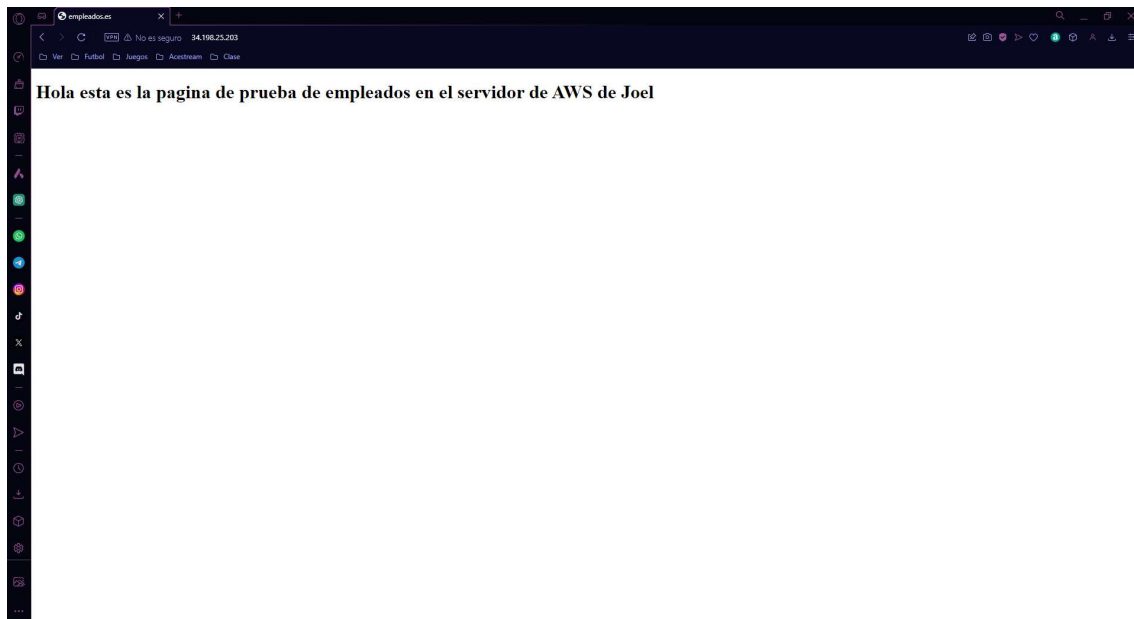 empleados.es
VPN No es seguro 34.198.25.203
Ver Futbol Juegos Acestream Clase
Hola esta es la pagina de prueba de empleados en el servidor de AWS de Joel